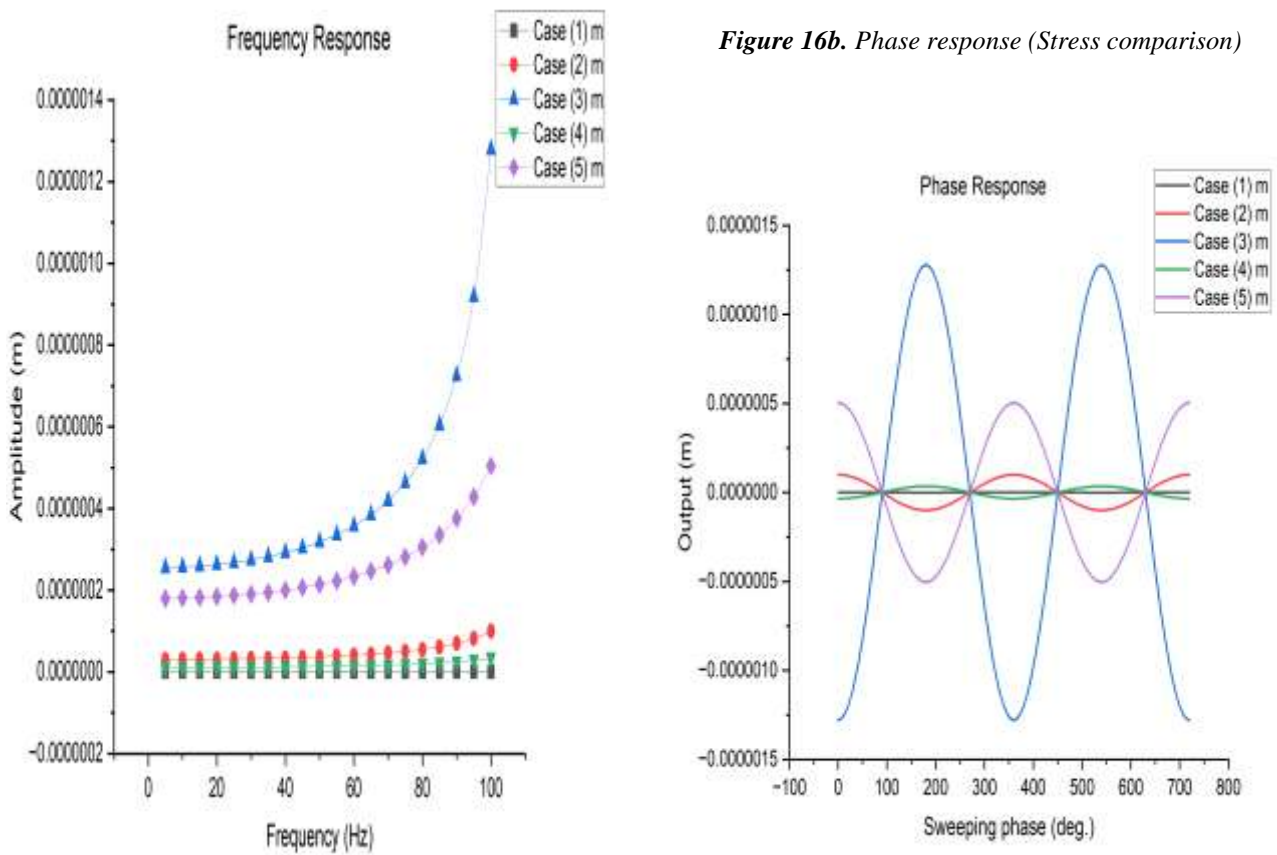 Frequency Response
Case (1) m
Case (2) m
Case (3) m
Case (4) m
Case (5) m
0.0000014
0.0000012
0.0000010
0.0000008
0.0000006
0.0000004
0.0000002
0.0000000
−0.0000002
Amplitude (m)
0 20 40 60 80 100
Frequency (Hz)
Figure 16b. Phase response (Stress comparison)
Phase Response
Case (1) m
Case (2) m
Case (3) m
Case (4) m
Case (5) m
0.0000015
0.0000010
0.0000005
0.0000000
−0.0000005
−0.0000010
−0.0000015
Output (m)
−100 0 100 200 300 400 500 600 700 800
Sweeping phase (deg.)